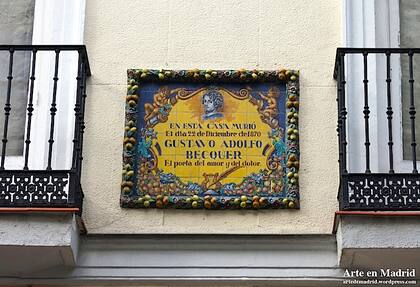 EN ESTA CASA MURIÓ
El día 22 de Diciembre de 1870
GUSTAVO ADOLFO
BECQUER
El poeta del amor y del dolor.
Arte en Madrid
artedemadrid.wordpress.com